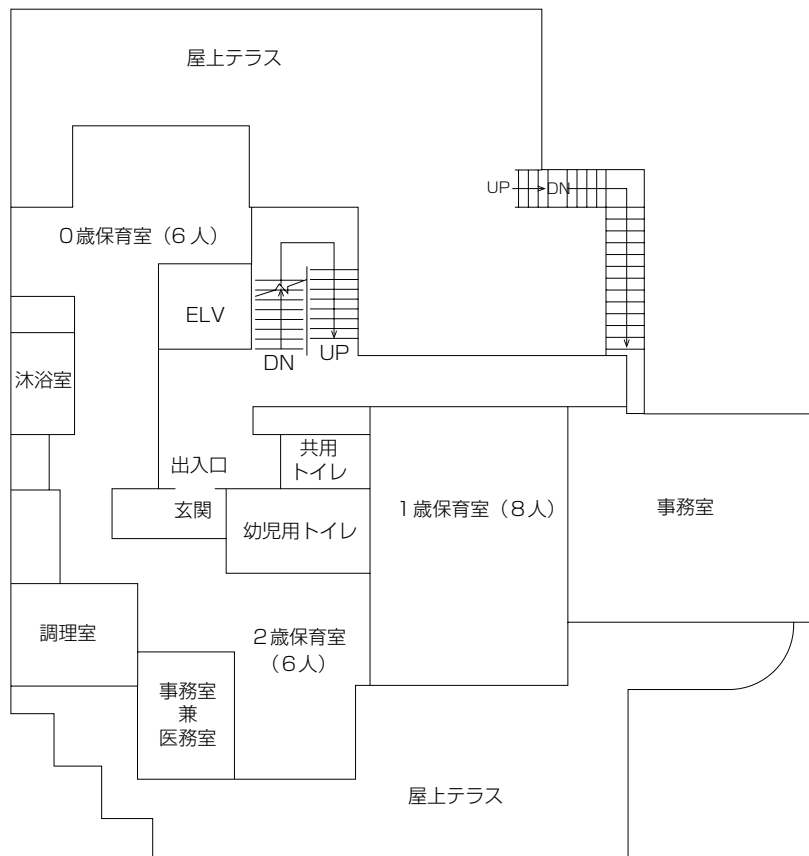 屋上テラス
UP
DN
0歳保育室（6人）
ELV
DN
UP
沐浴室
出入口
共用
トイレ
玄関
幼児用トイレ
1歳保育室（8人）
事務室
調理室
2歳保育室
（6人）
事務室
兼
医務室
屋上テラス